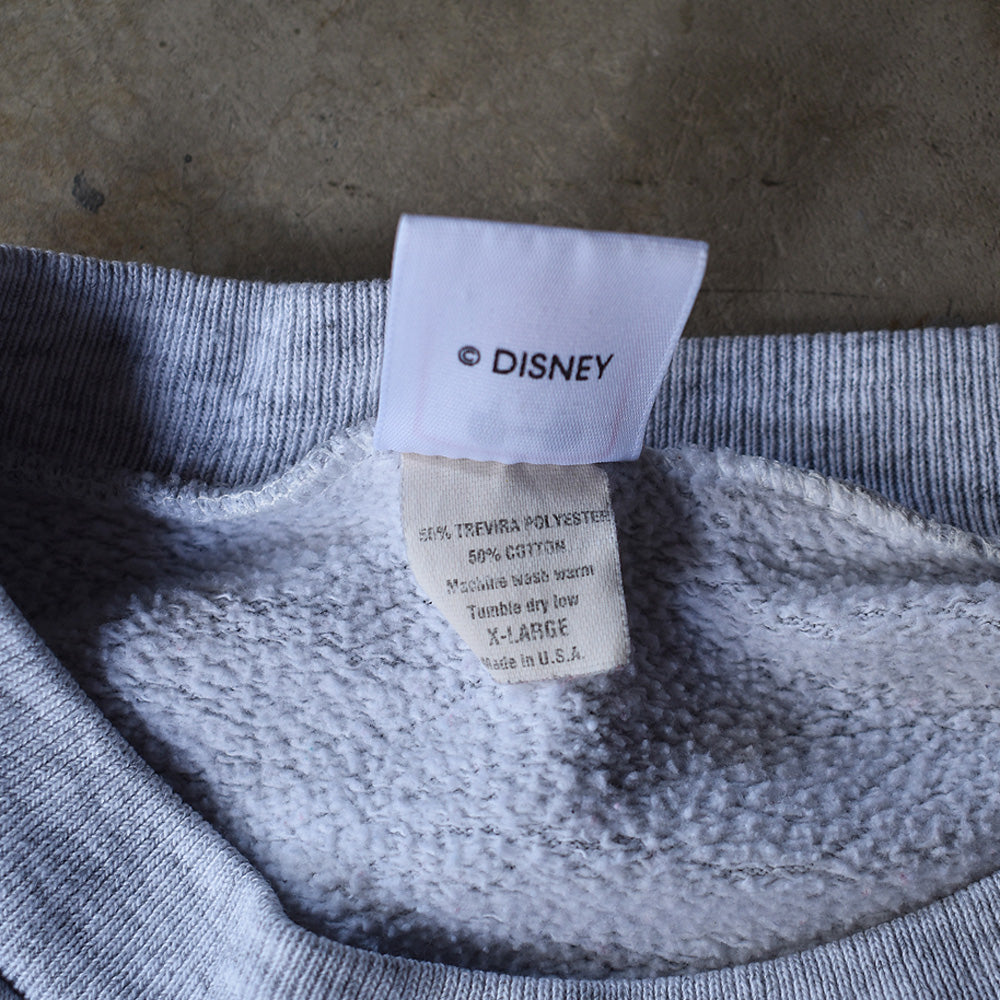 © DISNEY
50% TREVIRA POLYESTER
50% COTTON
Machine wash warm
Tumble dry low
X-LARGE
Made in U.S.A.